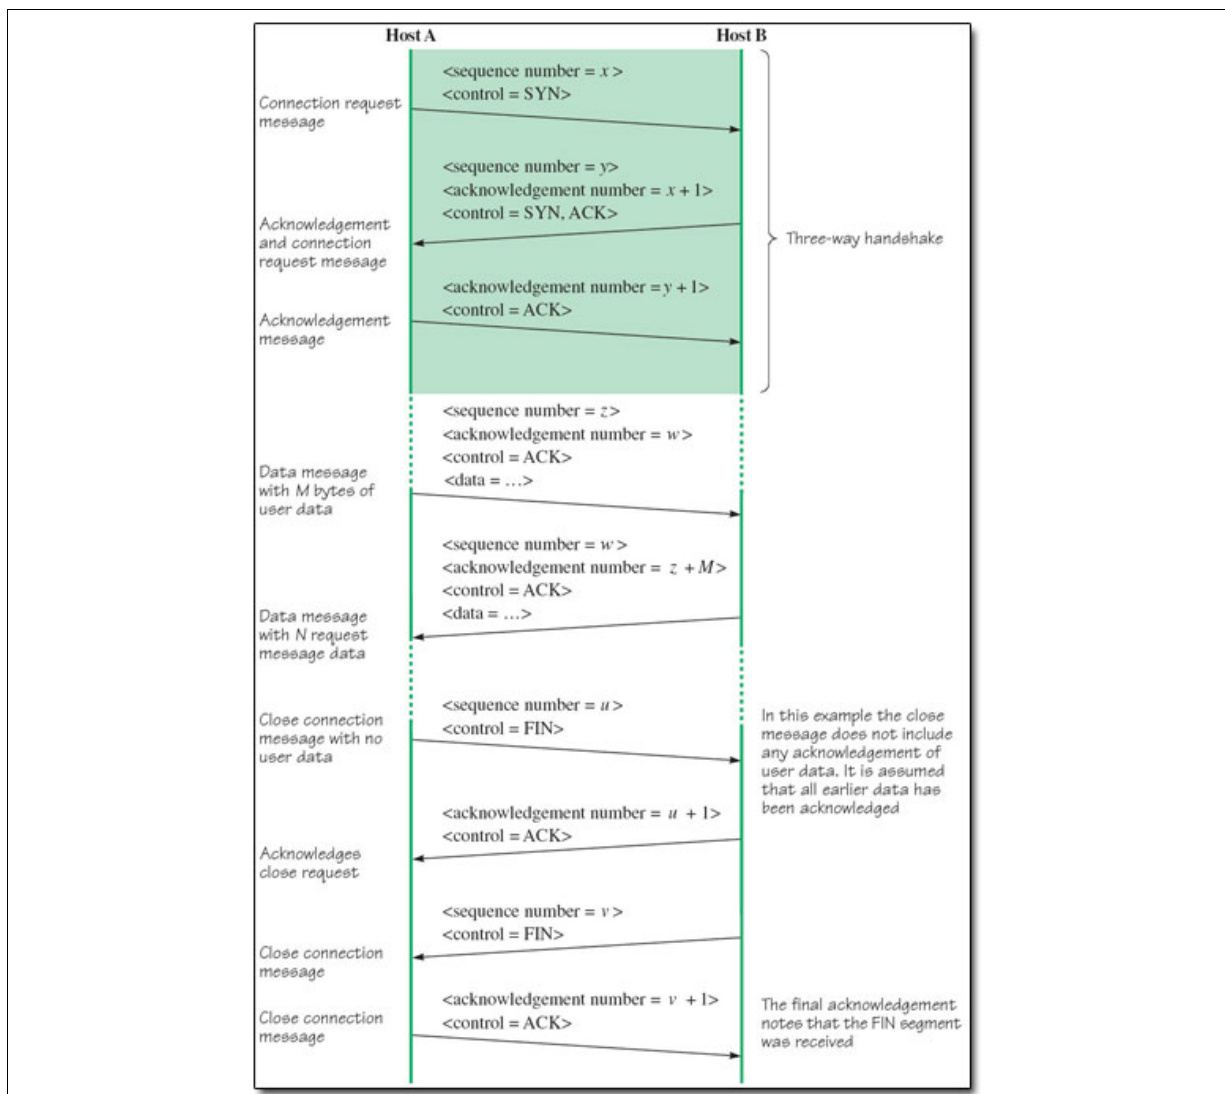 Host A
Host B
<sequence number = x>
<control = SYN>
Connection request
message
<sequence number = y>
<acknowledgement number = x + 1>
<control = SYN, ACK>
Acknowledgement
and connection
request message
Three-way handshake
<acknowledgement number = y + 1>
<control = ACK>
Acknowledgement
message
<sequence number = z>
<acknowledgement number = w>
<control = ACK>
<data = …>
Data message
with M bytes of
user data
<sequence number = w>
<acknowledgement number = z + M>
<control = ACK>
<data = …>
Data message
with N request
message data
<sequence number = u>
<control = FIN>
Close connection
message with no
user data
In this example the close
message does not include
any acknowledgement of
user data. It is assumed
that all earlier data has
been acknowledged
<acknowledgement number = u + 1>
<control = ACK>
Acknowledges
close request
<sequence number = v>
<control = FIN>
Close connection
message
<acknowledgement number = v + 1>
<control = ACK>
Close connection
message
The final acknowledgement
notes that the FIN segment
was received